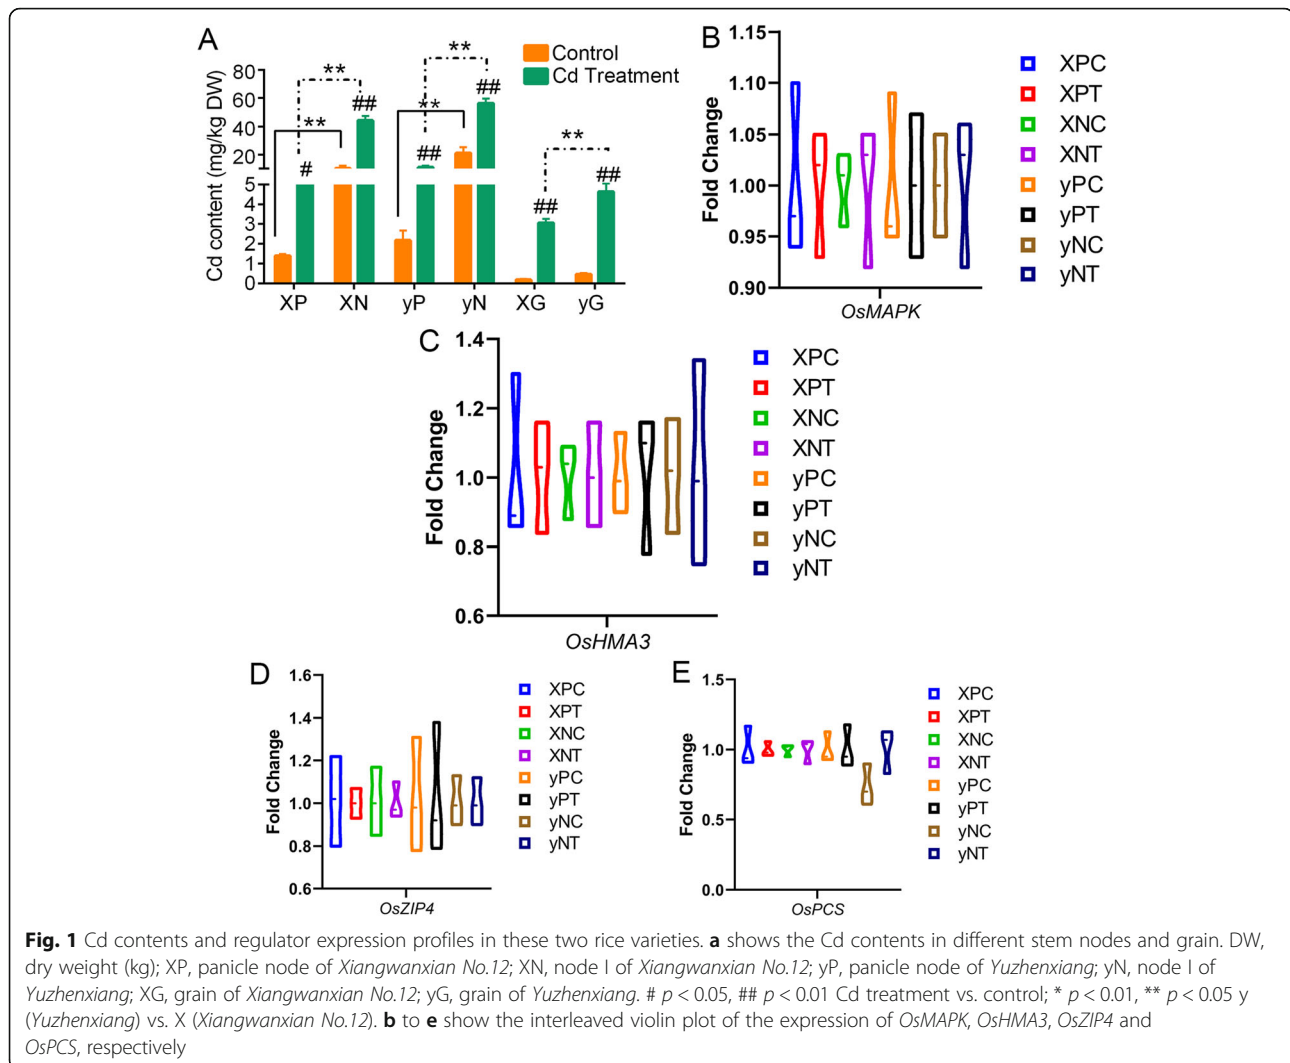 A
Control
Cd Treatment
Cd content (mg/kg DW)
80
60
40
20
5
4
3
2
1
0
**
**
**
**
**
#
##
##
##
##
##
XP XN yP yN XG yG
B
Fold Change
1.15
1.10
1.05
1.00
0.95
0.90
OsMAPK
XPC
XPT
XNC
XNT
yPC
yPT
yNC
yNT
C
Fold Change
1.4
1.2
1.0
0.8
0.6
OsHMA3
XPC
XPT
XNC
XNT
yPC
yPT
yNC
yNT
D
Fold Change
1.6
1.4
1.2
1.0
0.8
0.6
OsZIP4
XPC
XPT
XNC
XNT
yPC
yPT
yNC
yNT
E
Fold Change
1.5
1.0
0.5
0.0
OsPCS
XPC
XPT
XNC
XNT
yPC
yPT
yNC
yNT
Fig. 1 Cd contents and regulator expression profiles in these two rice varieties. a shows the Cd contents in different stem nodes and grain. DW,
dry weight (kg); XP, panicle node of Xiangwanxian No.12; XN, node I of Xiangwanxian No.12; yP, panicle node of Yuzhenxiang; yN, node I of
Yuzhenxiang; XG, grain of Xiangwanxian No.12; yG, grain of Yuzhenxiang. # p < 0.05, ## p < 0.01 Cd treatment vs. control; * p < 0.01, ** p < 0.05 y
(Yuzhenxiang) vs. X (Xiangwanxian No.12). b to e show the interleaved violin plot of the expression of OsMAPK, OsHMA3, OsZIP4 and
OsPCS, respectively